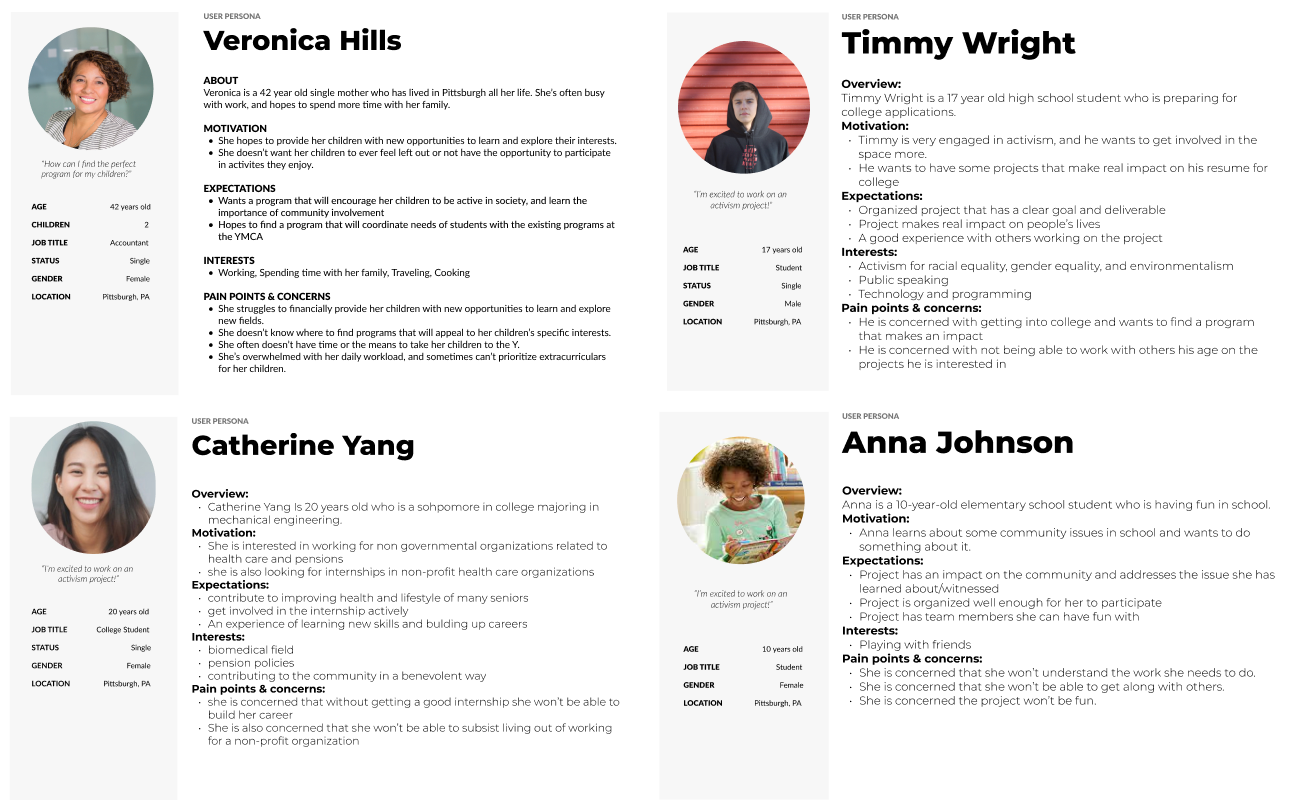 USER PERSONA
Veronica Hills
"How can I find the perfect
program for my children?"
AGE 42 years old
CHILDREN 2
JOB TITLE Accountant
STATUS Single
GENDER Female
LOCATION Pittsburgh, PA
ABOUT
Veronica is a 42 year old single mother who has lived in Pittsburgh all her life. She's often busy
with work, and hopes to spend more time with her family.
MOTIVATION
• She hopes to provide her children with new opportunities to learn and explore their interests.
• She doesn't want her children to ever feel left out or not have the opportunity to participate
in activites they enjoy.
EXPECTATIONS
• Wants a program that will encourage her children to be active in society, and learn the
importance of community involvement
• Hopes to find a program that will coordinate needs of students with the existing programs at
the YMCA
INTERESTS
• Working, Spending time with her family, Traveling, Cooking
PAIN POINTS & CONCERNS
• She struggles to financially provide her children with new opportunities to learn and explore
new fields.
• She doesn't know where to find programs that will appeal to her children's specific interests.
• She often doesn't have time or the means to take her children to the Y.
• She's overwhelmed with her daily workload, and sometimes can't prioritize extracurriculars
for her children.
USER PERSONA
Timmy Wright
"I'm excited to work on an
activism project!"
AGE 17 years old
JOB TITLE Student
STATUS Single
GENDER Male
LOCATION Pittsburgh, PA
Overview:
Timmy Wright is a 17 year old high school student who is preparing for
college applications.
Motivation:
• Timmy is very engaged in activism, and he wants to get involved in the
space more.
• He wants to have some projects that make real impact on his resume for
college
Expectations:
• Organized project that has a clear goal and deliverable
• Project makes real impact on people's lives
• A good experience with others working on the project
Interests:
• Activism for racial equality, gender equality, and environmentalism
• Public speaking
• Technology and programming
Pain points & concerns:
• He is concerned with getting into college and wants to find a program
that makes an impact
• He is concerned with not being able to work with others his age on the
projects he is interested in
USER PERSONA
Catherine Yang
"I'm excited to work on an
activism project!"
AGE 20 years old
JOB TITLE College Student
STATUS Single
GENDER Female
LOCATION Pittsburgh, PA
Overview:
• Catherine Yang Is 20 years old who is a sohpomore in college majoring in
mechanical engineering.
Motivation:
• She is interested in working for non governmental organizations related to
health care and pensions
• she is also looking for internships in non-profit health care organizations
Expectations:
• contribute to improving health and lifestyle of many seniors
• get involved in the internship actively
• An experience of learning new skills and bulding up careers
Interests:
• biomedical field
• pension policies
• contributing to the community in a benevolent way
Pain points & concerns:
• she is concerned that without getting a good internship she won't be able to
build her career
• She is also concerned that she won't be able to subsist living out of working
for a non-profit organization
USER PERSONA
Anna Johnson
"I'm excited to work on an
activism project!"
AGE 10 years old
JOB TITLE Student
STATUS Single
GENDER Female
LOCATION Pittsburgh, PA
Overview:
Anna is a 10-year-old elementary school student who is having fun in school.
Motivation:
• Anna learns about some community issues in school and wants to do
something about it.
Expectations:
• Project has an impact on the community and addresses the issue she has
learned about/witnessed
• Project is organized well enough for her to participate
• Project has team members she can have fun with
Interests:
• Playing with friends
Pain points & concerns:
• She is concerned that she won't understand the work she needs to do.
• She is concerned that she won't be able to get along with others.
• She is concerned the project won't be fun.